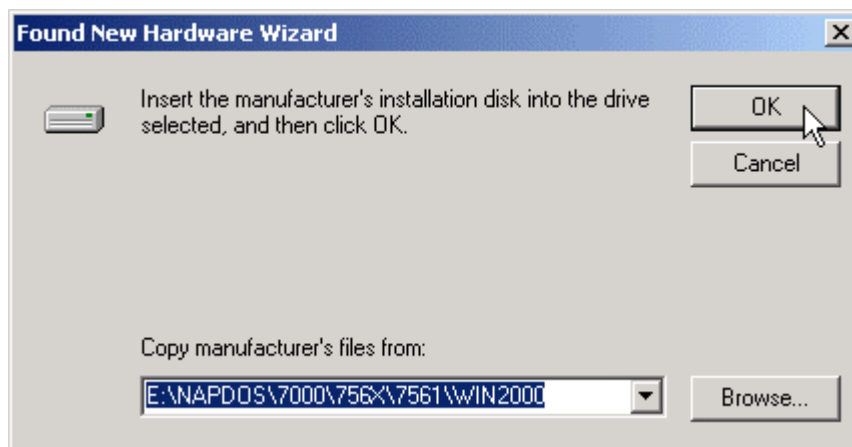 Found New Hardware Wizard
Insert the manufacturer's installation disk into the drive
selected, and then click OK.
OK
Cancel
Copy manufacturer's files from:
E:\NAPDOS\7000\756X\7561\WIN2000
Browse...